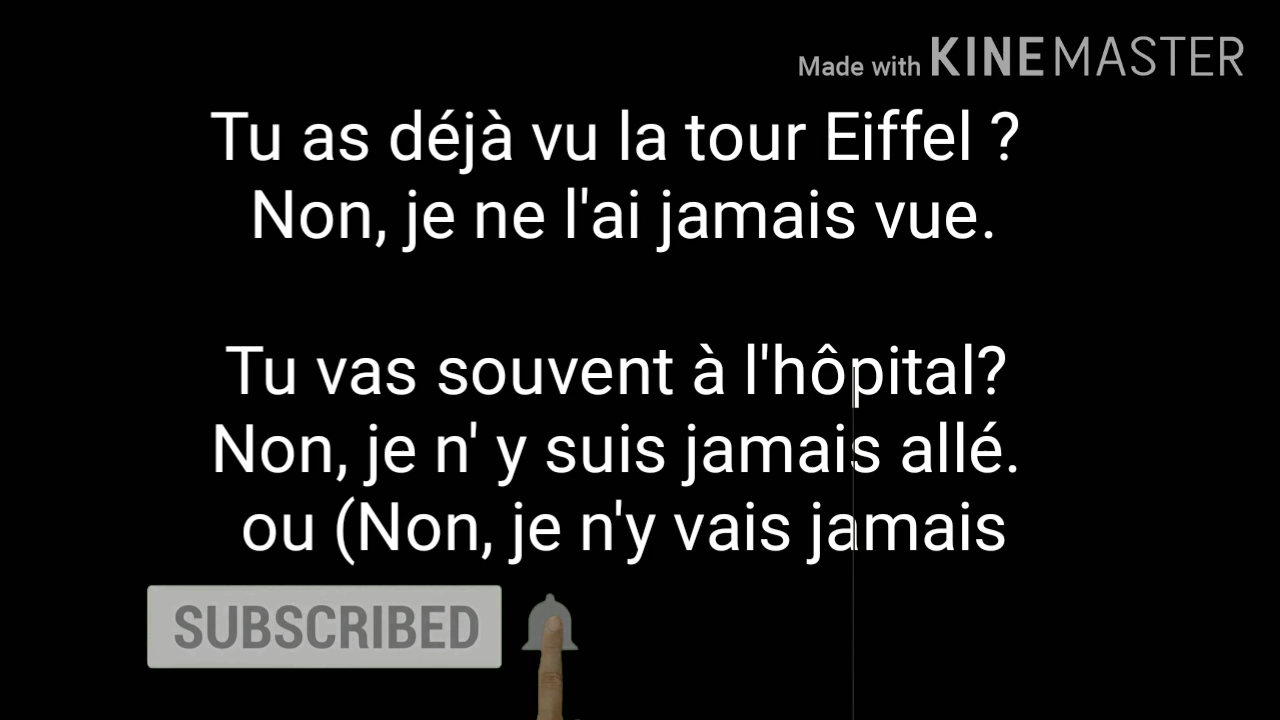 Made with KINEMASTER
Tu as déjà vu la tour Eiffel ?
Non, je ne l'ai jamais vue.
Tu vas souvent à l'hôpital?
Non, je n' y suis jamais allé.
ou (Non, je n'y vais jamais
SUBSCRIBED